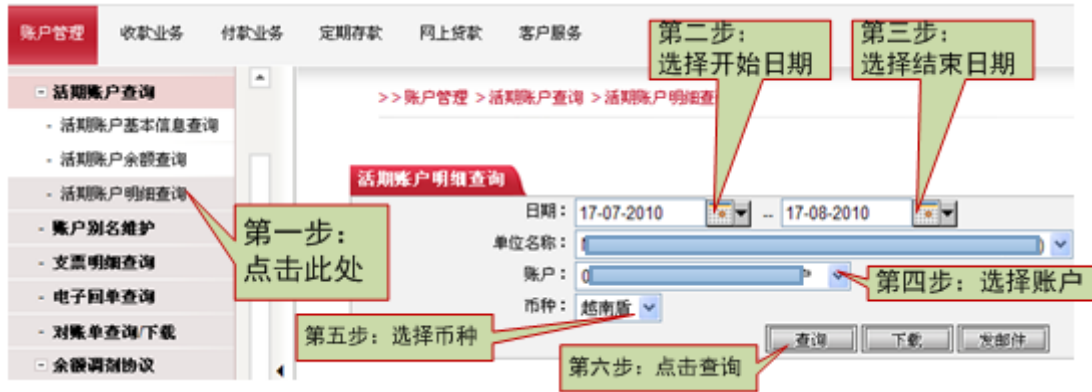 账户管理 收款业务 付款业务 定期存款 网上贷款 客户服务
第二步：
选择开始日期
第三步：
选择结束日期
- 活期账户查询
- 活期账户基本信息查询
- 活期账户余额查询
- 活期账户明细查询
- 账户别名维护
- 支票明细查询
- 电子回单查询
- 对账单查询/下载
- 余额调剂协议
第一步：
点击此处
>>账户管理 >活期账户查询 >活期账户明细查
活期账户明细查询
日期： 17-07-2010 -- 17-08-2010
单位名称：
账户： 0
第四步：选择账户
币种： 越南盾
第五步：选择币种
查询 下载 发邮件
第六步：点击查询